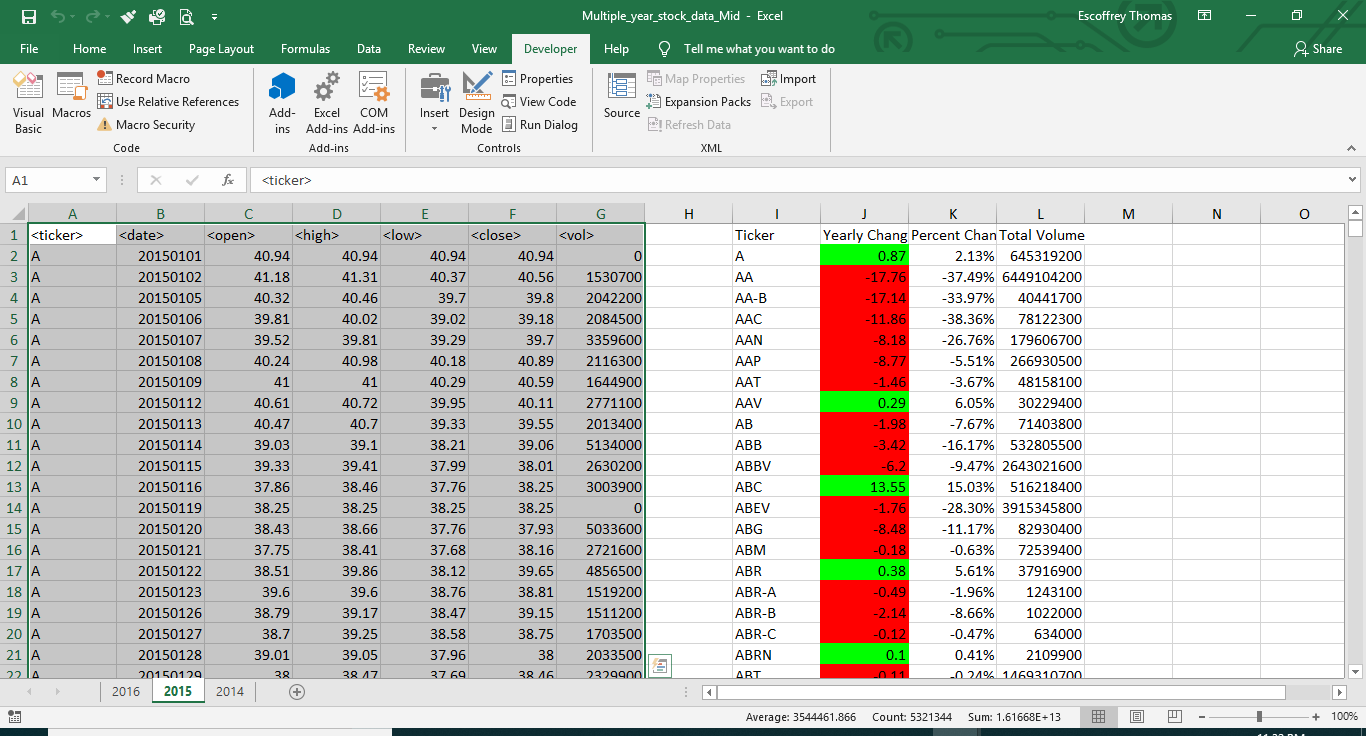 Multiple_year_stock_data_Mid - Excel
Escoffrey Thomas
File Home Insert Page Layout Formulas Data Review View Developer Help Tell me what you want to do Share
Visual Basic
Macros
Record Macro
Use Relative References
Macro Security
Code
Add-ins
Excel Add-ins
COM Add-ins
Add-ins
Insert
Design Mode
Properties
View Code
Run Dialog
Controls
Source
Map Properties
Expansion Packs
Refresh Data
Import
Export
XML
A1 fx <ticker>
A B C D E F G H I J K L M N O
1 <ticker> <date> <open> <high> <low> <close> <vol> Ticker Yearly Chang Percent Chan Total Volume
2 A 20150101 40.94 40.94 40.94 40.94 0 A 0.87 2.13% 645319200
3 A 20150102 41.18 41.31 40.37 40.56 1530700 AA -17.76 -37.49% 6449104200
4 A 20150105 40.32 40.46 39.7 39.8 2042200 AA-B -17.14 -33.97% 40441700
5 A 20150106 39.81 40.02 39.02 39.18 2084500 AAC -11.86 -38.36% 78122300
6 A 20150107 39.52 39.81 39.29 39.7 3359600 AAN -8.18 -26.76% 179606700
7 A 20150108 40.24 40.98 40.18 40.89 2116300 AAP -8.77 -5.51% 266930500
8 A 20150109 41 41 40.29 40.59 1644900 AAT -1.46 -3.67% 48158100
9 A 20150112 40.61 40.72 39.95 40.11 2771100 AAV 0.29 6.05% 30229400
10 A 20150113 40.47 40.7 39.33 39.55 2013400 AB -1.98 -7.67% 71403800
11 A 20150114 39.03 39.1 38.21 39.06 5134000 ABB -3.42 -16.17% 532805500
12 A 20150115 39.33 39.41 37.99 38.01 2630200 ABBV -6.2 -9.47% 2643021600
13 A 20150116 37.86 38.46 37.76 38.25 3003900 ABC 13.55 15.03% 516218400
14 A 20150119 38.25 38.25 38.25 38.25 0 ABEV -1.76 -28.30% 3915345800
15 A 20150120 38.43 38.66 37.76 37.93 5033600 ABG -8.48 -11.17% 82930400
16 A 20150121 37.75 38.41 37.68 38.16 2721600 ABM -0.18 -0.63% 72539400
17 A 20150122 38.51 39.86 38.12 39.65 4856500 ABR 0.38 5.61% 37916900
18 A 20150123 39.6 39.6 38.76 38.81 1519200 ABR-A -0.49 -1.96% 1243100
19 A 20150126 38.79 39.17 38.47 39.15 1511200 ABR-B -2.14 -8.66% 1022000
20 A 20150127 38.7 39.25 38.58 38.75 1703500 ABR-C -0.12 -0.47% 634000
21 A 20150128 39.01 39.05 37.96 38 2033500 ABRN 0.1 0.41% 2109900
22 A 20150129 38 38.47 37.69 38.46 2329900 ABT -0.11 -0.24% 1469310700
2016 2015 2014
Average: 3544461.866 Count: 5321344 Sum: 1.61668E+13 100%